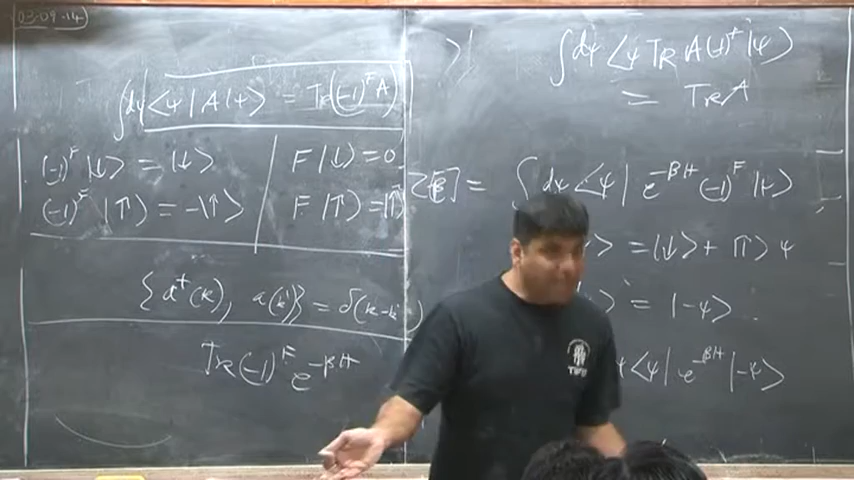 03-09-14
∫dψ <ψ|A|ψ> = Tr(-1)^F A
(-1)^F |↓> = |↓>
(-1)^F |↑> = -|↑>
F |↓> = 0
F |↑> = |↑>
{a^+(k), a(k')} = δ(k-k')
Tr (-1)^F e^{-βH}
∫dψ <ψ TR A(-1)^F |ψ>
= TRA
Z[β] = ∫dψ <ψ| e^{-βH} (-1)^F |ψ>
> = |↓> + |↑> ψ
> = |-ψ>
<ψ| e^{-βH} |-ψ>
TIFR